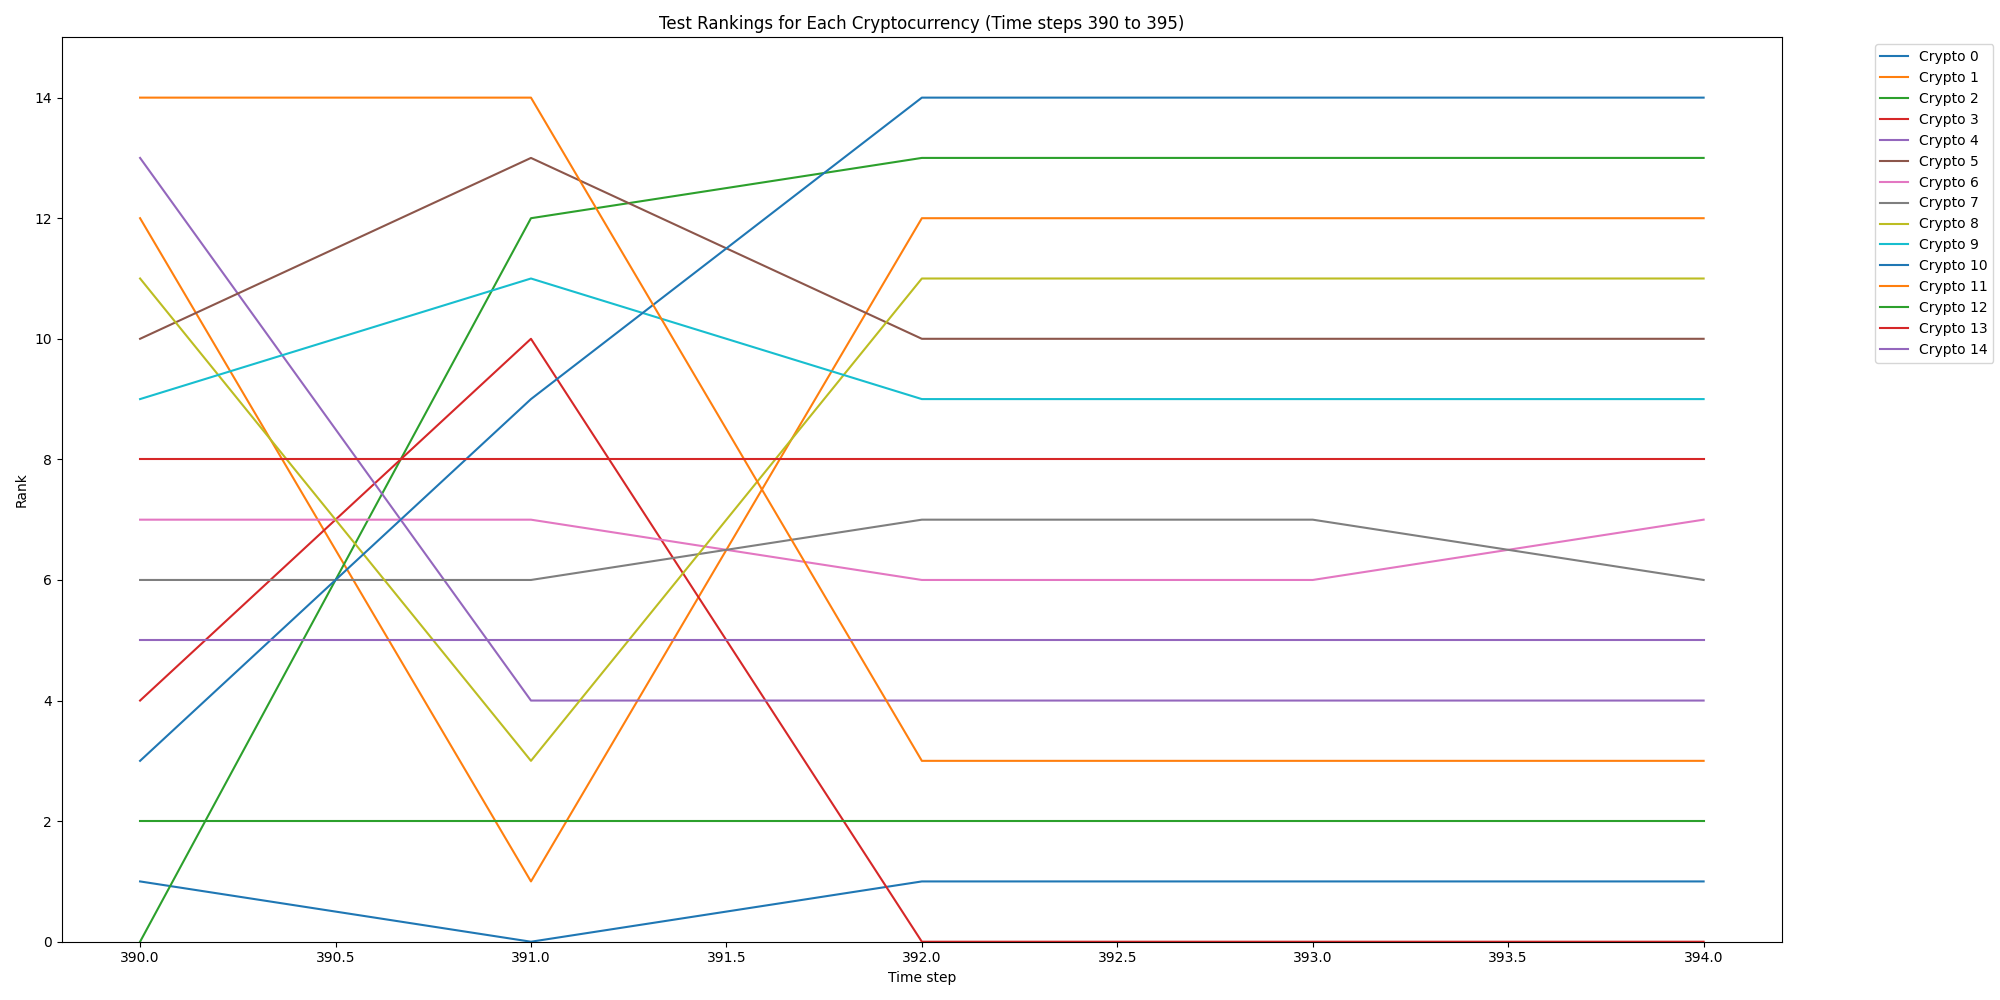 Test Rankings for Each Cryptocurrency (Time steps 390 to 395)
Rank
14
12
10
8
6
4
2
0
390.0 390.5 391.0 391.5 392.0 392.5 393.0 393.5 394.0
Time step
Crypto 0
Crypto 1
Crypto 2
Crypto 3
Crypto 4
Crypto 5
Crypto 6
Crypto 7
Crypto 8
Crypto 9
Crypto 10
Crypto 11
Crypto 12
Crypto 13
Crypto 14